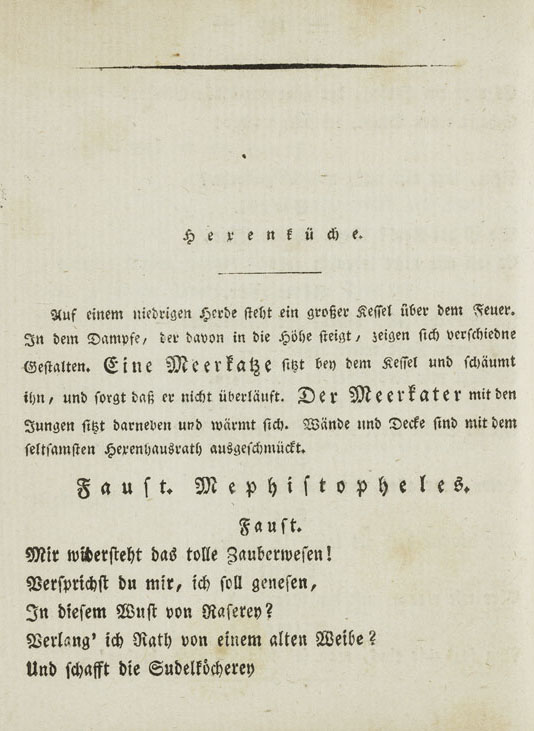 Hexenküche.
Auf einem niedrigen Herde steht ein großer Kessel über dem Feuer.
In dem Dampfe, der davon in die Höhe steigt, zeigen sich verschiedne
Gestalten. Eine Meerkatze sitzt bey dem Kessel und schäumt
ihn, und sorgt daß er nicht überläuft. Der Meerkater mit den
Jungen sitzt darneben und wärmt sich. Wände und Decke sind mit dem
seltsamsten Hexenhausrath ausgeschmückt.
Faust. Mephistopheles.
Faust.
Mir widersteht das tolle Zauberwesen!
Versprichst du mir, ich soll genesen,
In diesem Wust von Raserey?
Verlang' ich Rath von einem alten Weibe?
Und schafft die Sudelköcherey